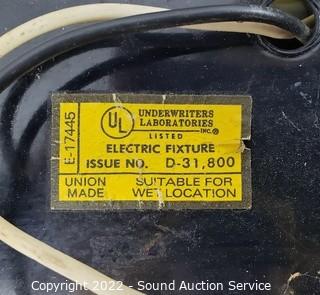 E-17445
UL
UNDERWRITERS
LABORATORIES
INC.®
LISTED
ELECTRIC FIXTURE
ISSUE NO. D-31,800
UNION MADE
SUITABLE FOR WET LOCATION
Copyright 2022 - Sound Auction Service